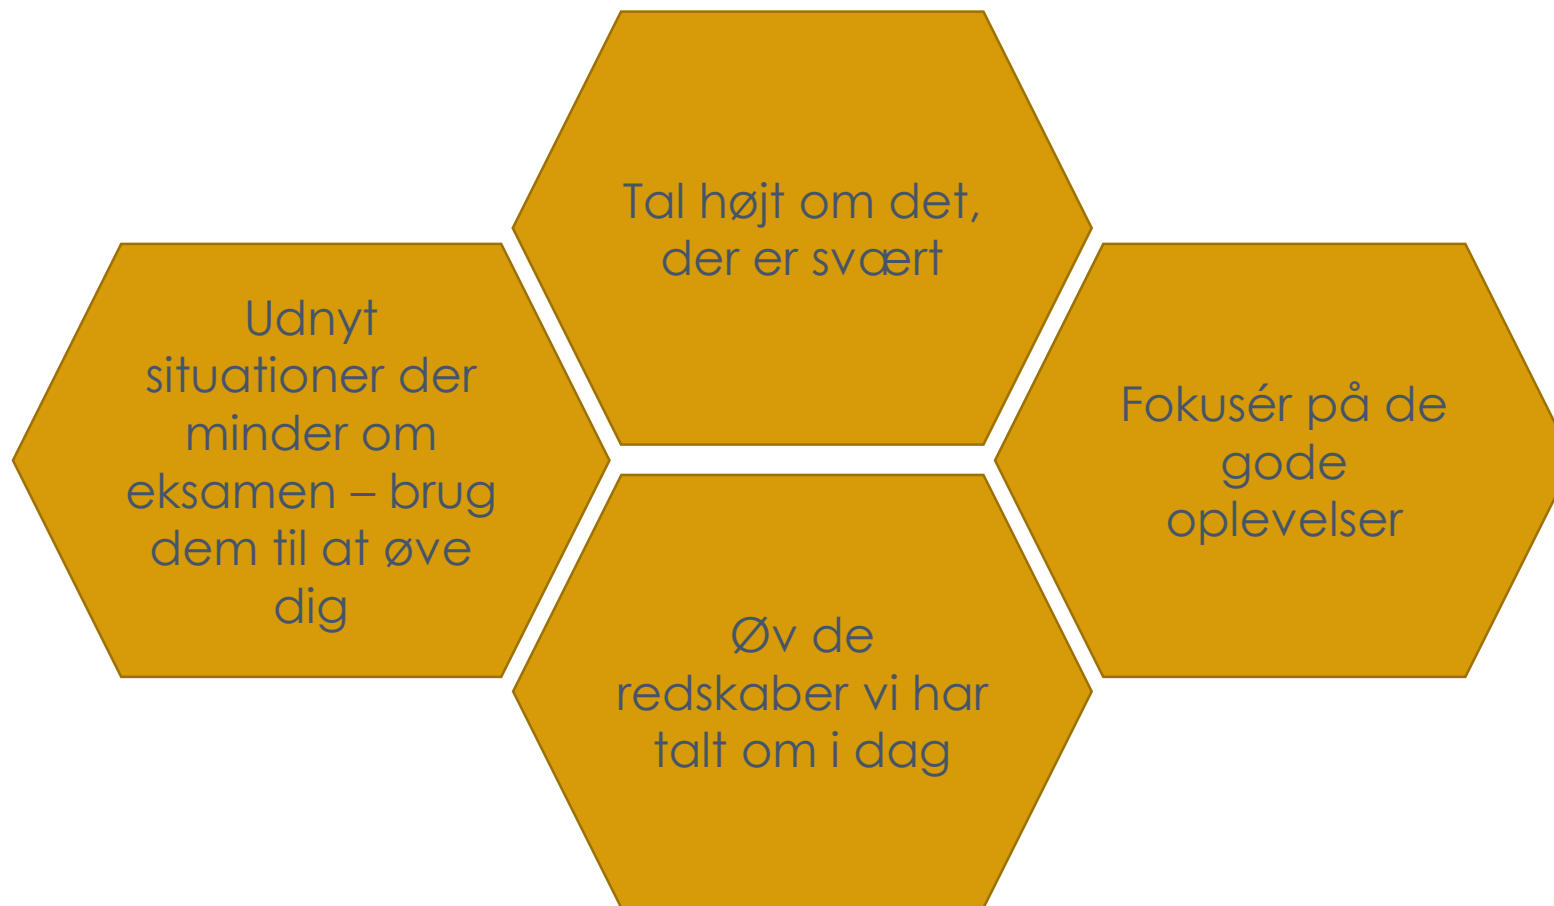 Tal højt om det,
der er svært
Udnyt
situationer der
minder om
eksamen – brug
dem til at øve
dig
Fokusér på de
gode
oplevelser
Øv de
redskaber vi har
talt om i dag